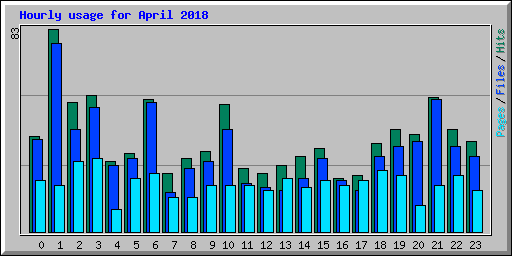 Hourly usage for April 2018
83
Pages/Files/Hits
0 1 2 3 4 5 6 7 8 9 10 11 12 13 14 15 16 17 18 19 20 21 22 23